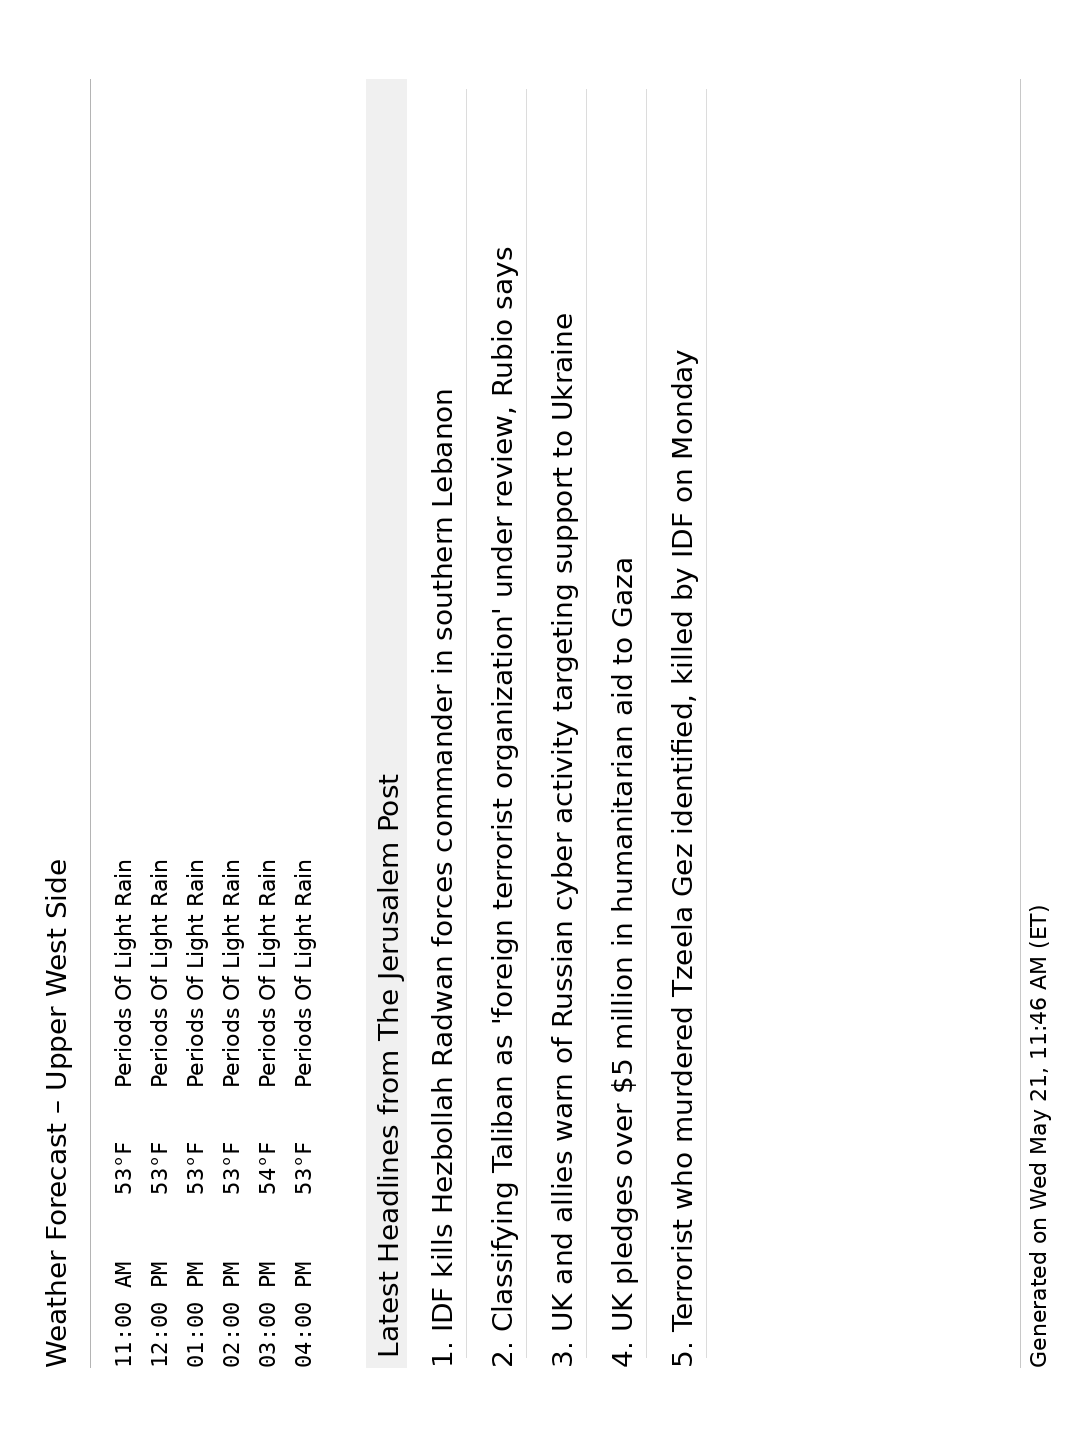 Weather Forecast – Upper West Side
11:00 AM 53°F Periods Of Light Rain
12:00 PM 53°F Periods Of Light Rain
01:00 PM 53°F Periods Of Light Rain
02:00 PM 53°F Periods Of Light Rain
03:00 PM 54°F Periods Of Light Rain
04:00 PM 53°F Periods Of Light Rain
Latest Headlines from The Jerusalem Post
1. IDF kills Hezbollah Radwan forces commander in southern Lebanon
2. Classifying Taliban as 'foreign terrorist organization' under review, Rubio says
3. UK and allies warn of Russian cyber activity targeting support to Ukraine
4. UK pledges over $5 million in humanitarian aid to Gaza
5. Terrorist who murdered Tzeela Gez identified, killed by IDF on Monday
Generated on Wed May 21, 11:46 AM (ET)